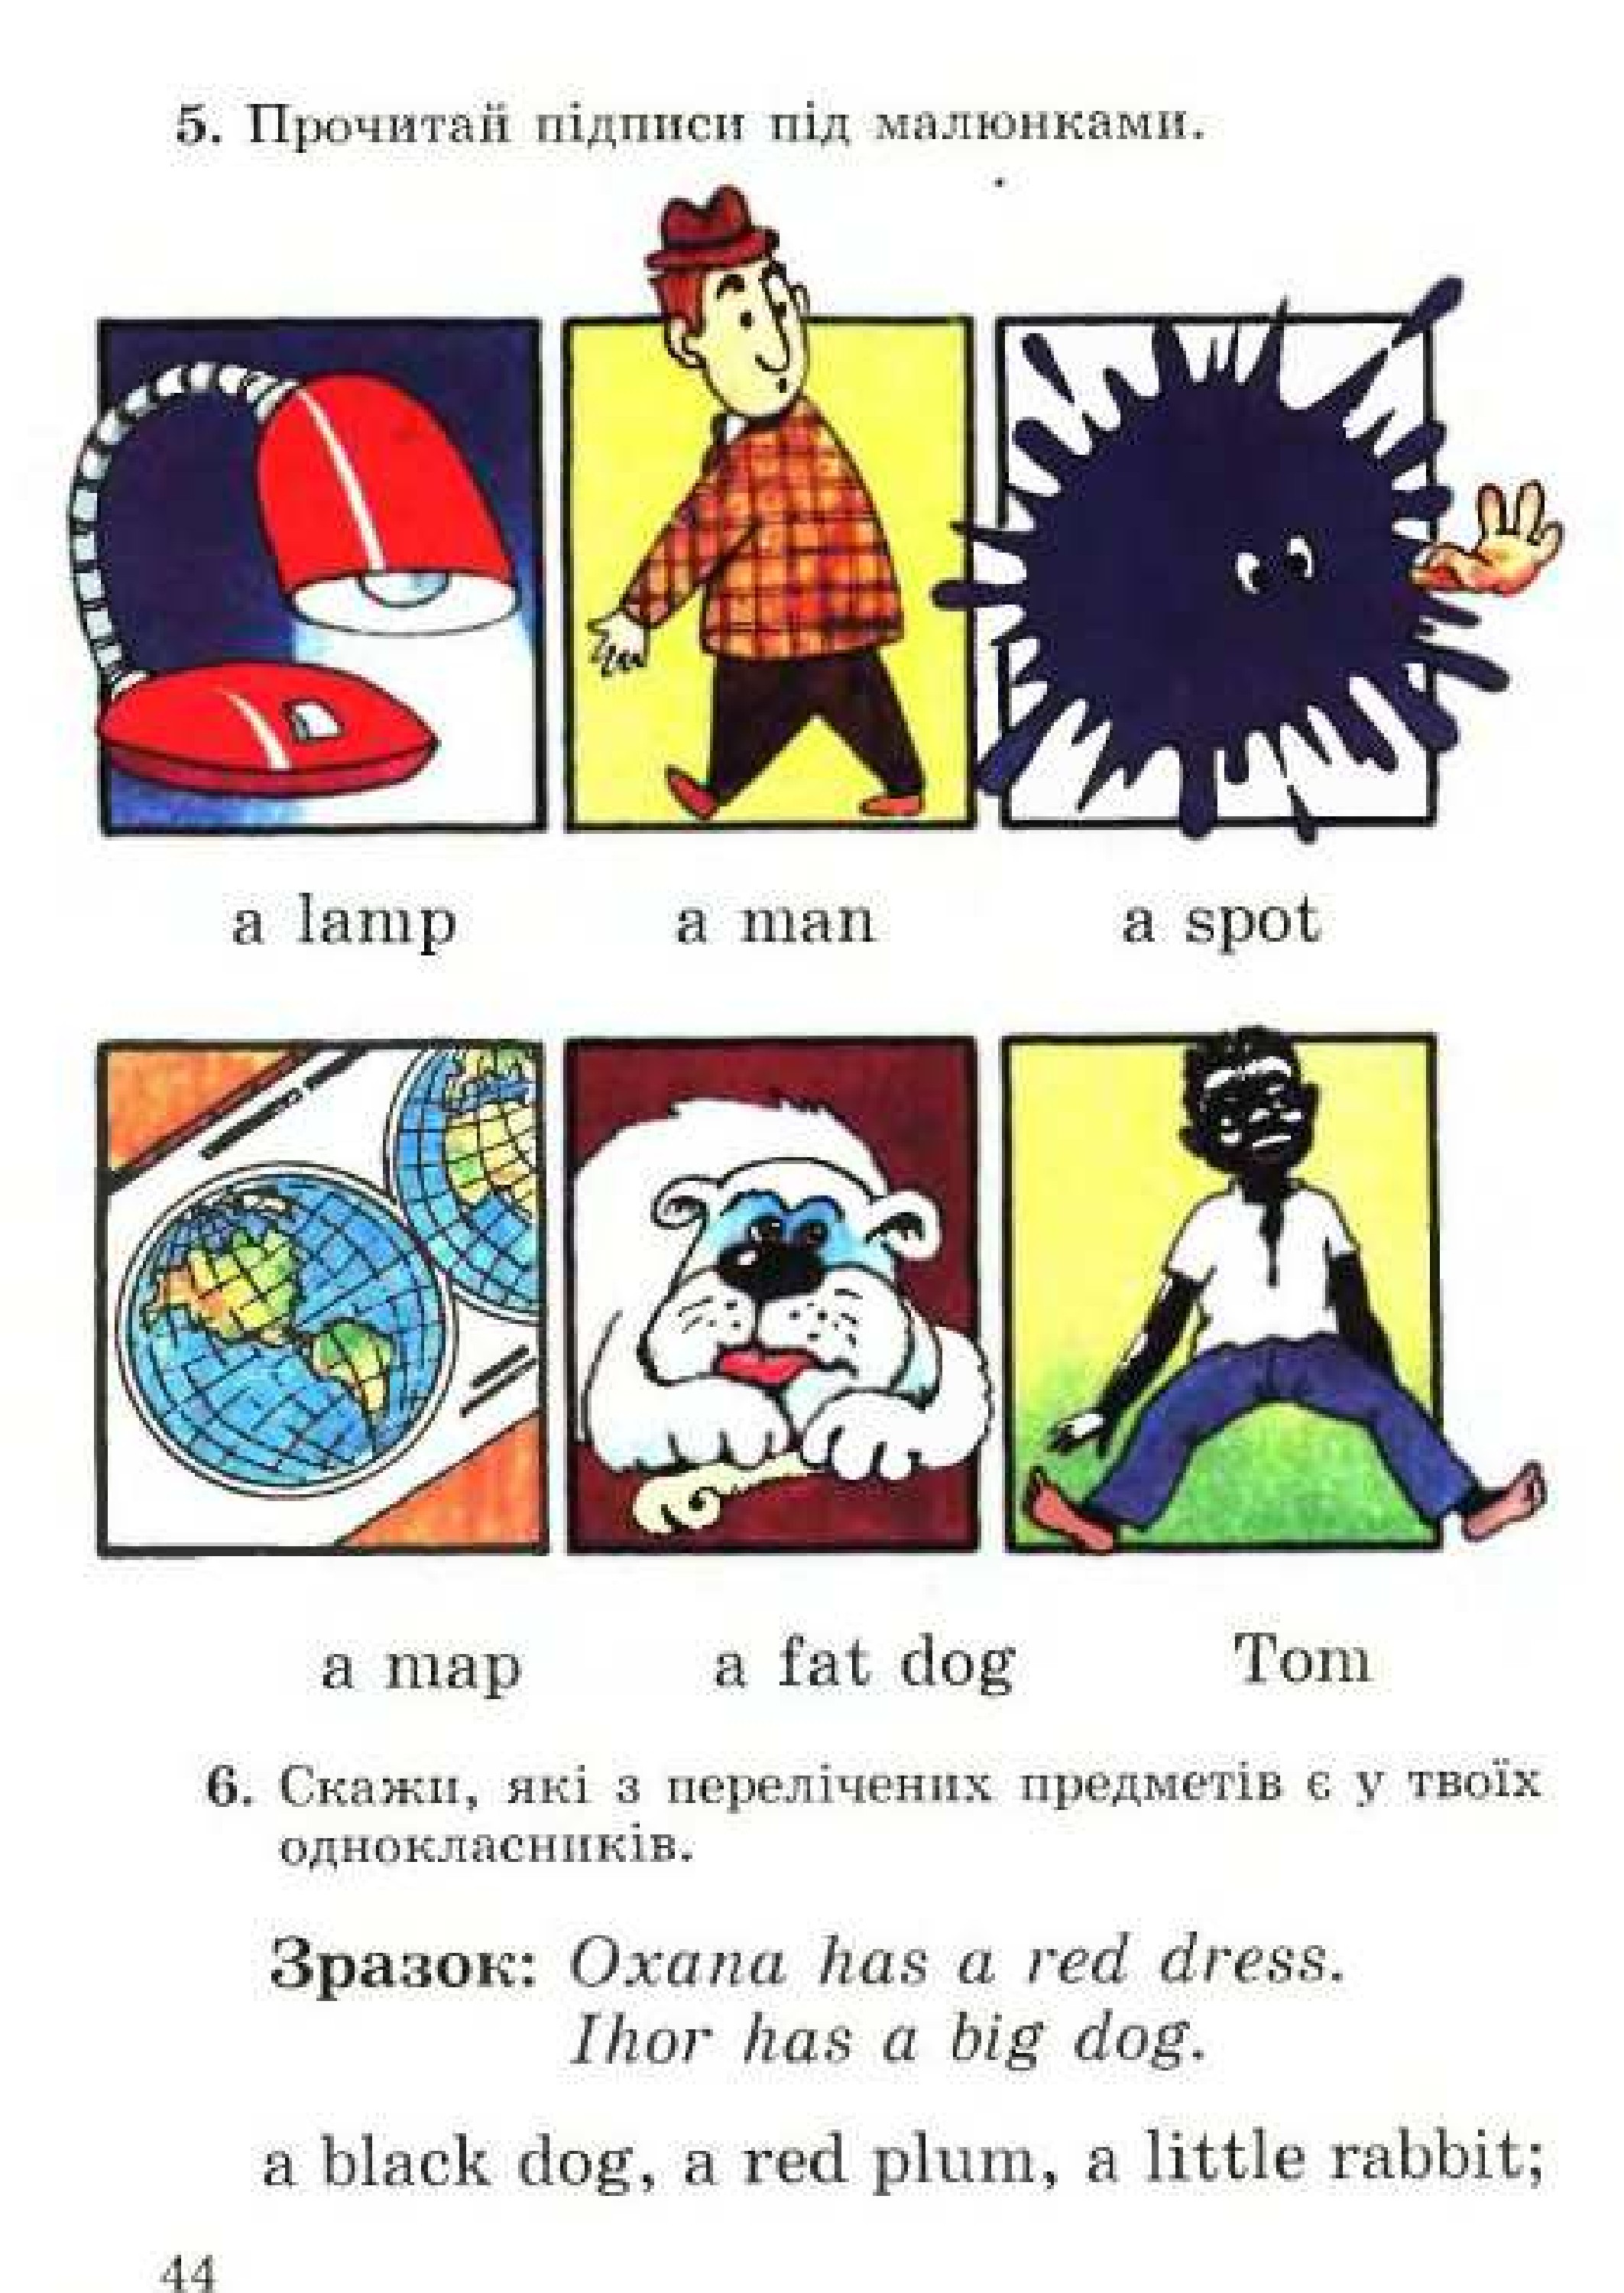 5. Прочитай підписи під малюнками.
a lamp a man a spot
a map a fat dog Tom
6. Скажи, які з перелічених предметів є у твоїх
однокласників.
Зразок: Oxana has a red dress.
Ihor has a big dog.
a black dog, a red plum, a little rabbit;
44